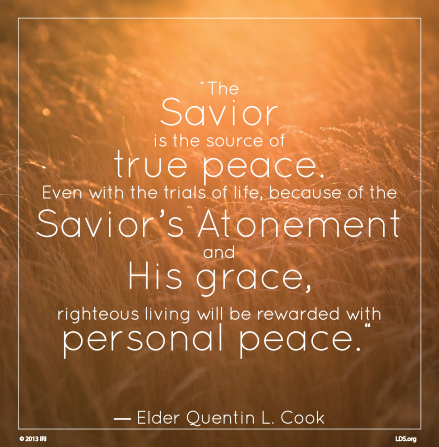 "The
Savior
is the source of
true peace.
Even with the trials of life, because of the
Savior's Atonement
and
His grace,
righteous living will be rewarded with
personal peace."
— Elder Quentin L. Cook
© 2013 IRI
LDS.org